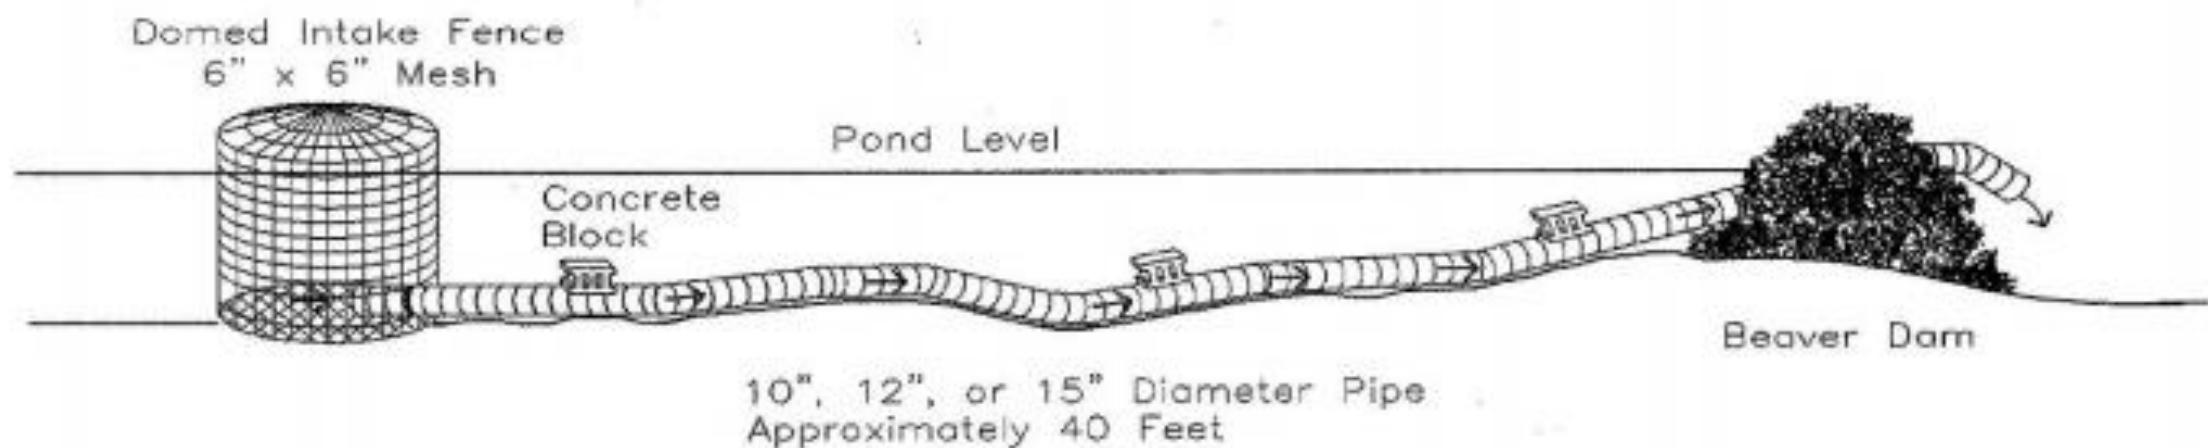 Domed Intake Fence
6" x 6" Mesh
Pond Level
Concrete
Block
Beaver Dam
10", 12", or 15" Diameter Pipe
Approximately 40 Feet